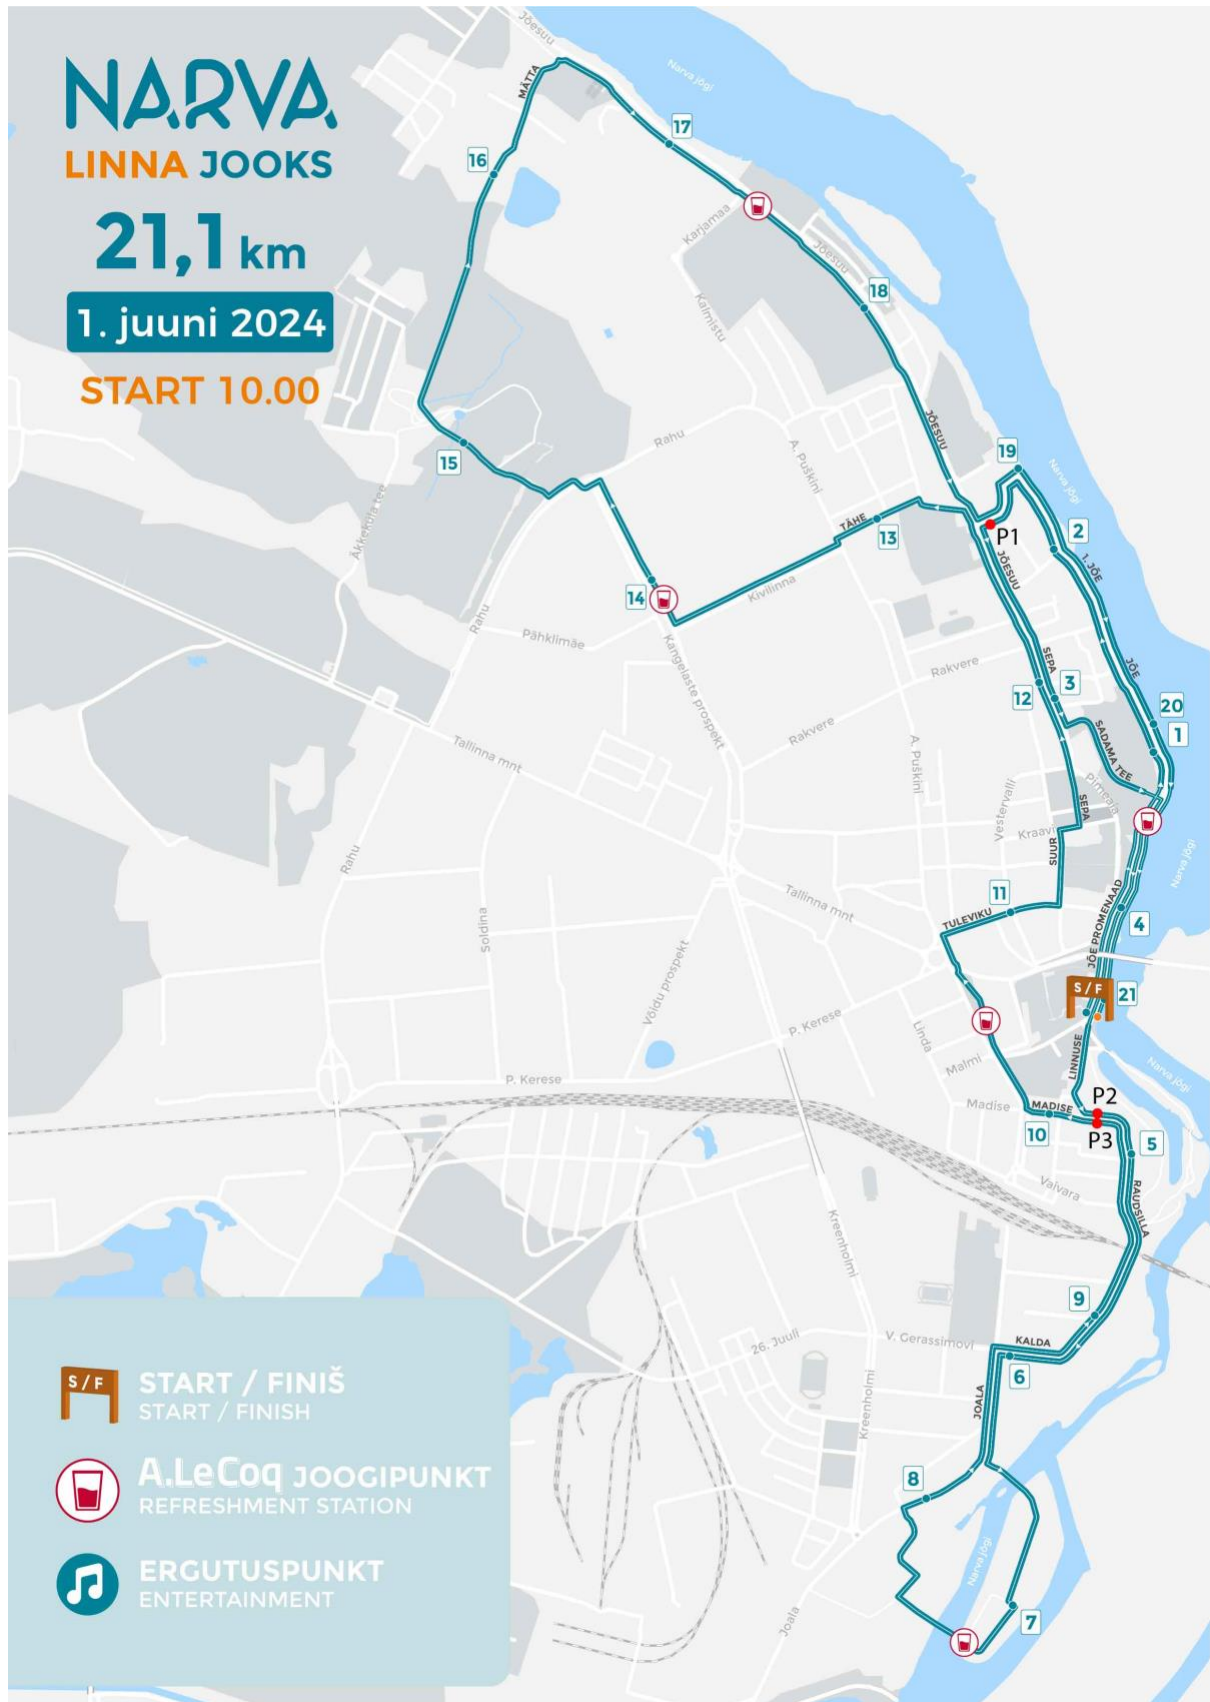 NARVA
LINNA JOOKS
21,1 km
1. juuni 2024
START 10.00
Jõesuu
MÄTTA
Narva jõgi
17
16
Karjamaa
Jõesuu
18
Kalmistu
JÕESUU
Rahu
A. Puškini
19
Narva jõgi
15
Äkkeküla tee
TÄHE
13
P1
2
JÕESUU
1. JÕE
14
Kivilinna
Rahu
Pähklimäe
Kangelaste prospekt
Rakvere
SEPA
3
12
JÕE
20
1
Rakvere
Tallinna mnt
A. Puškini
SADAMA TEE
Pimeaia
Vestervalli
SEPA
Kraavi
SUUR
Rahu
Narva jõgi
Tallinna mnt
11
TULEVIKU
JÕE PROMENAAD
4
Soldina
Võidu prospekt
S / F
21
P. Kerese
Linda
Malmi
LINNUSE
Narva jõgi
P. Kerese
Madise
MADISE
P2
10
P3
5
Vaivara
RAUDSILLA
Kreenholmi
9
26. Juuli
V. Gerassimovi
KALDA
6
Kreenholmi
JOALA
8
Narva jõgi
7
Joala
S / F
START / FINIŠ
START / FINISH
A.LeCoq JOOGIPUNKT
REFRESHMENT STATION
ERGUTUSPUNKT
ENTERTAINMENT